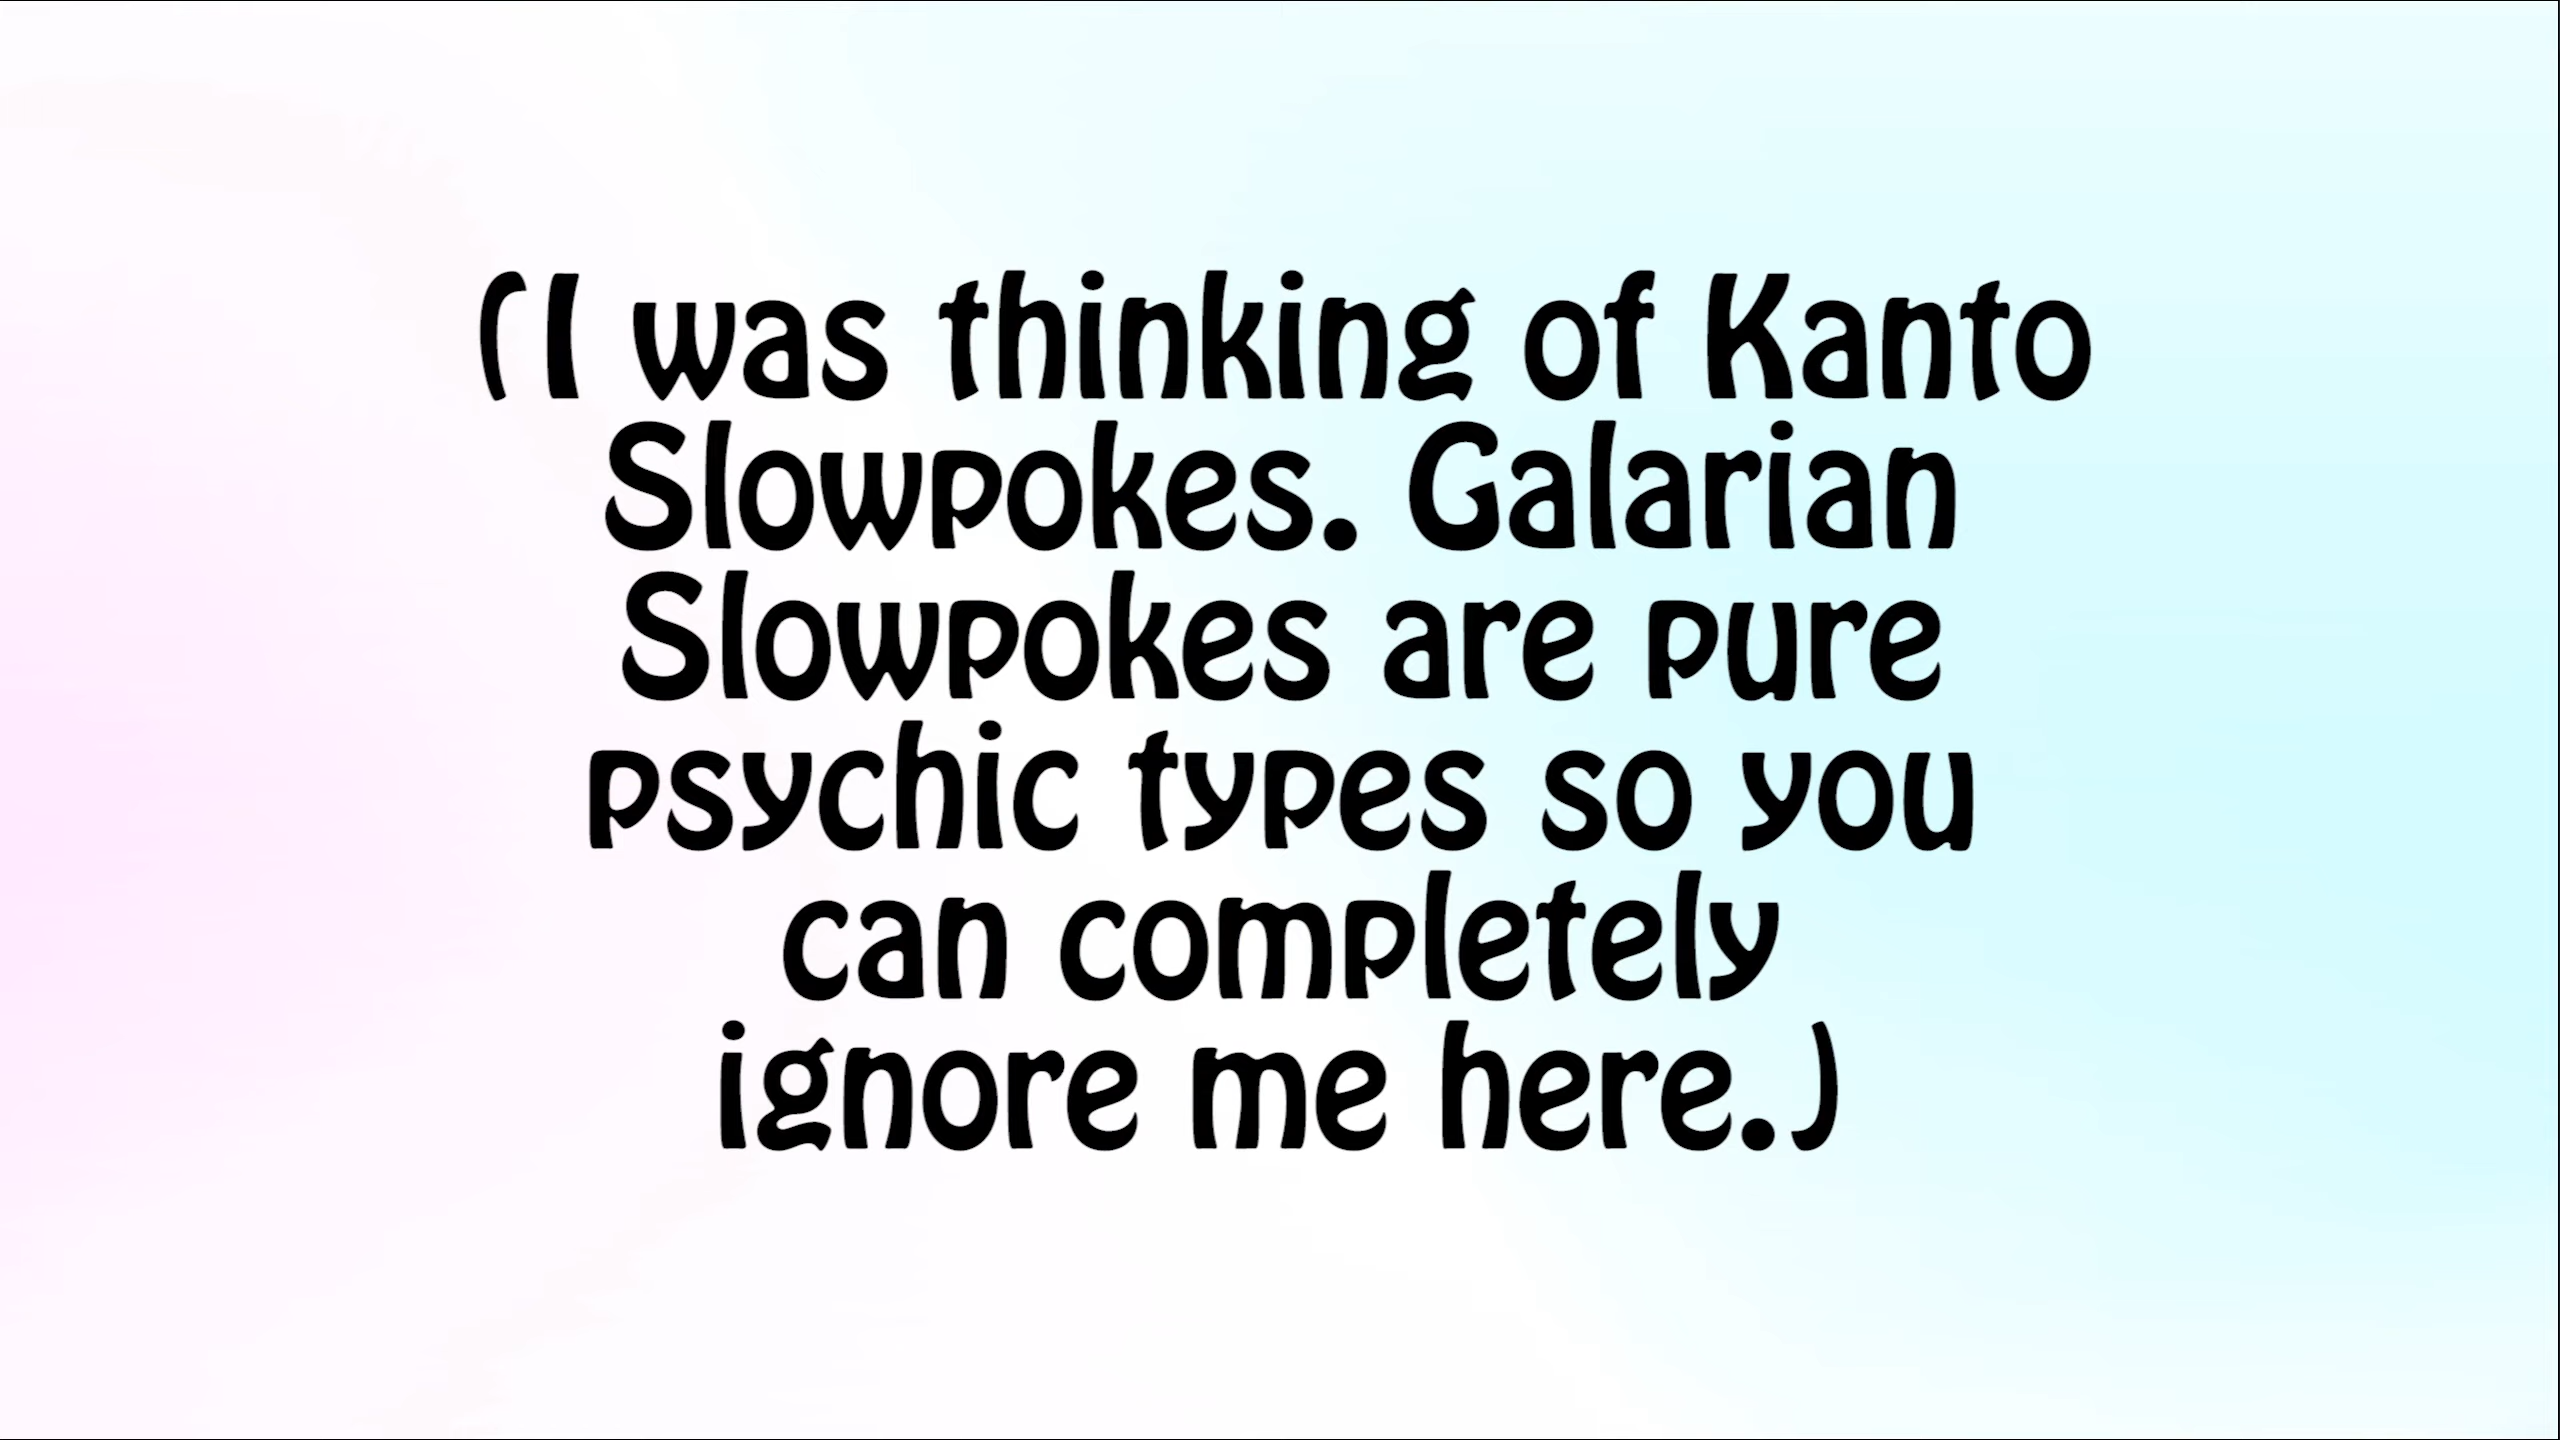 (I was thinking of Kanto
Slowpokes. Galarian
Slowpokes are pure
psychic types so you
can completely
ignore me here.)